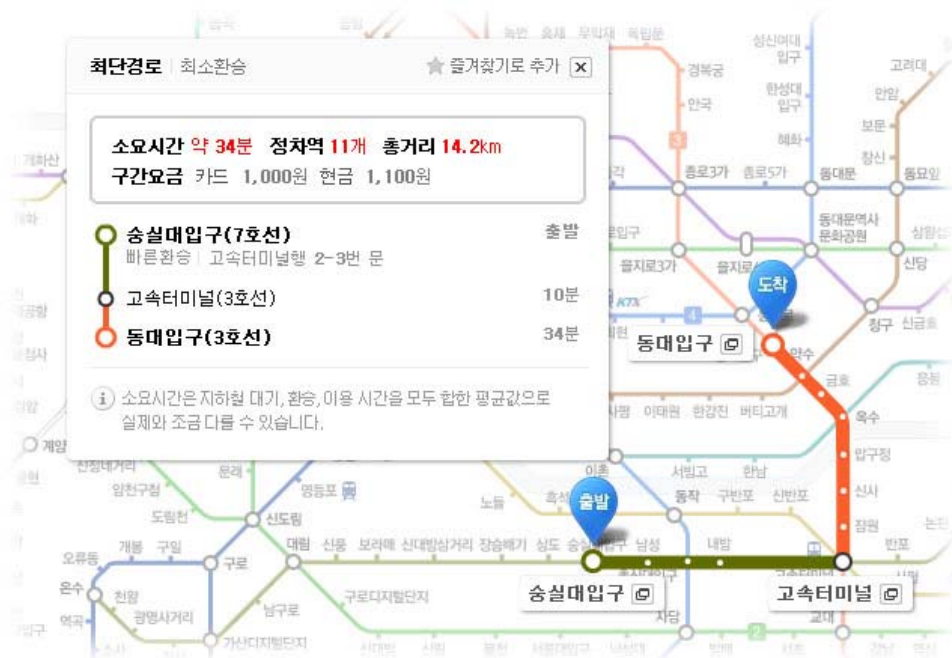 최단경로 | 최소환승
★ 즐겨찾기로 추가
소요시간 약 34분 정차역 11개 총거리 14.2km
구간요금 카드 1,000원 현금 1,100원
숭실대입구(7호선) 출발
빠른환승 | 고속터미널행 2-3번 문
고속터미널(3호선) 10분
동대입구(3호선) 34분
소요시간은 지하철 대기, 환승, 이용 시간을 모두 합한 평균값으로
실제와 조금 다를 수 있습니다.
독립문
성신여대
입구
고려대
경복궁
한성대
입구
안암
안국
3
보문
혜화
창신
개화산
종로3가 종로5가 동대문 동묘앞
동대문역사
문화공원
을지로3가
신당
도착
KTX
4
청구 신금호
동대입구
약수
금호
응봉
이태원 한강진 버티고개
옥수
계양
압구정
신정네거리
문래
이촌 서빙고 한남
양천구청
영등포
노들
출발
동작 구반포 신반포
신사
도림천
신도림
잠원
개봉 구일
대림 신풍 보라매 신대방삼거리 장승배기 상도
남성 내방
반포
오류동
구로
온수
천왕
숭실대입구
고속터미널
구로디지털단지
남구로
광명사거리
역곡
교대
가산디지털단지
2